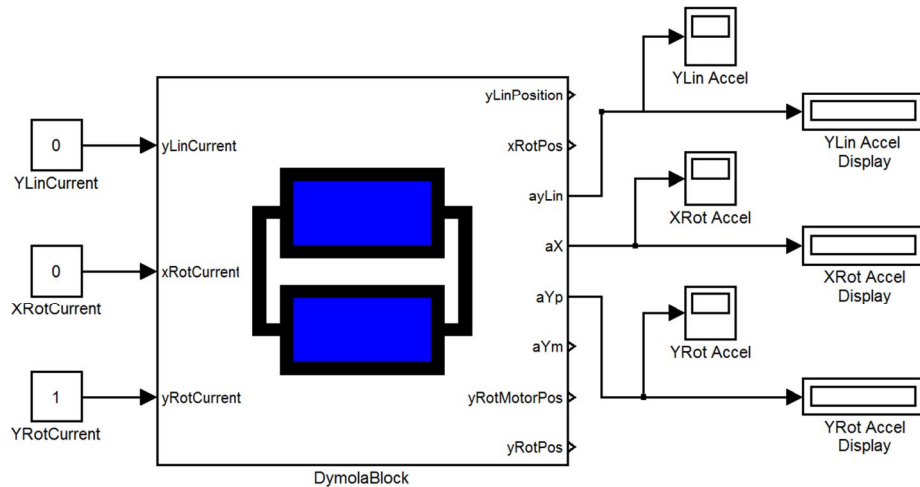 0
YLinCurrent
0
XRotCurrent
1
YRotCurrent
yLinCurrent
xRotCurrent
yRotCurrent
yLinPosition
xRotPos
ayLin
aX
aYp
aYm
yRotMotorPos
yRotPos
DymolaBlock
YLin Accel
XRot Accel
YRot Accel
YLin Accel
Display
XRot Accel
Display
YRot Accel
Display